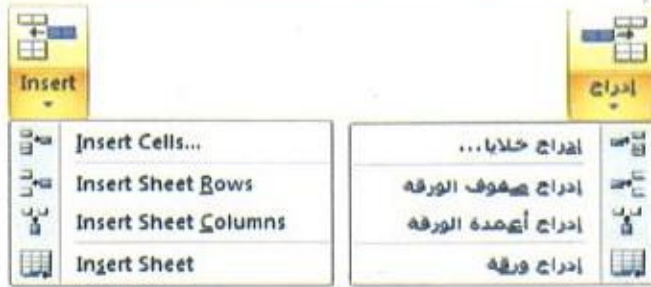 Insert
Insert Cells...
Insert Sheet Rows
Insert Sheet Columns
Insert Sheet
إدراج
إدراج خلايا...
إدراج صفوف الورقة
إدراج أعمدة الورقة
إدراج ورقة